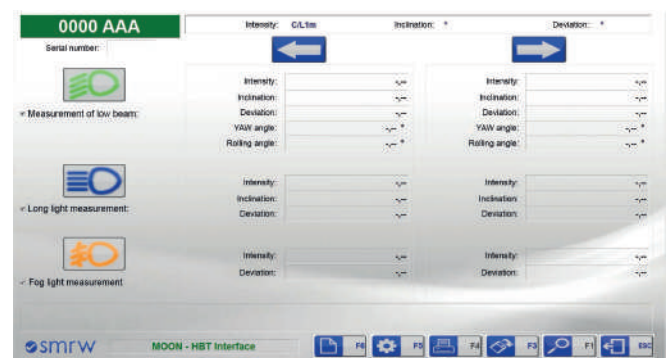 0000 AAA Intensity: C/L1m Inclination: ° Deviation: °
Serial number:
Intensity: -,-- Intensity: -,--
Inclination: -,-- Inclination: -,--
Measurement of low beam: Deviation: -,-- Deviation: -,--
YAW angle: -,-- ° YAW angle: -,-- °
Rolling angle: -,-- ° Rolling angle: -,-- °
Intensity: -,-- Intensity: -,--
Inclination: -,-- Inclination: -,--
Long light measurement: Deviation: -,-- Deviation: -,--
Intensity: -,-- Intensity: -,--
Deviation: -,-- Deviation: -,--
Fog light measurement
smrw MOON - HBT Interface F6 F5 F4 F3 F1 ESC